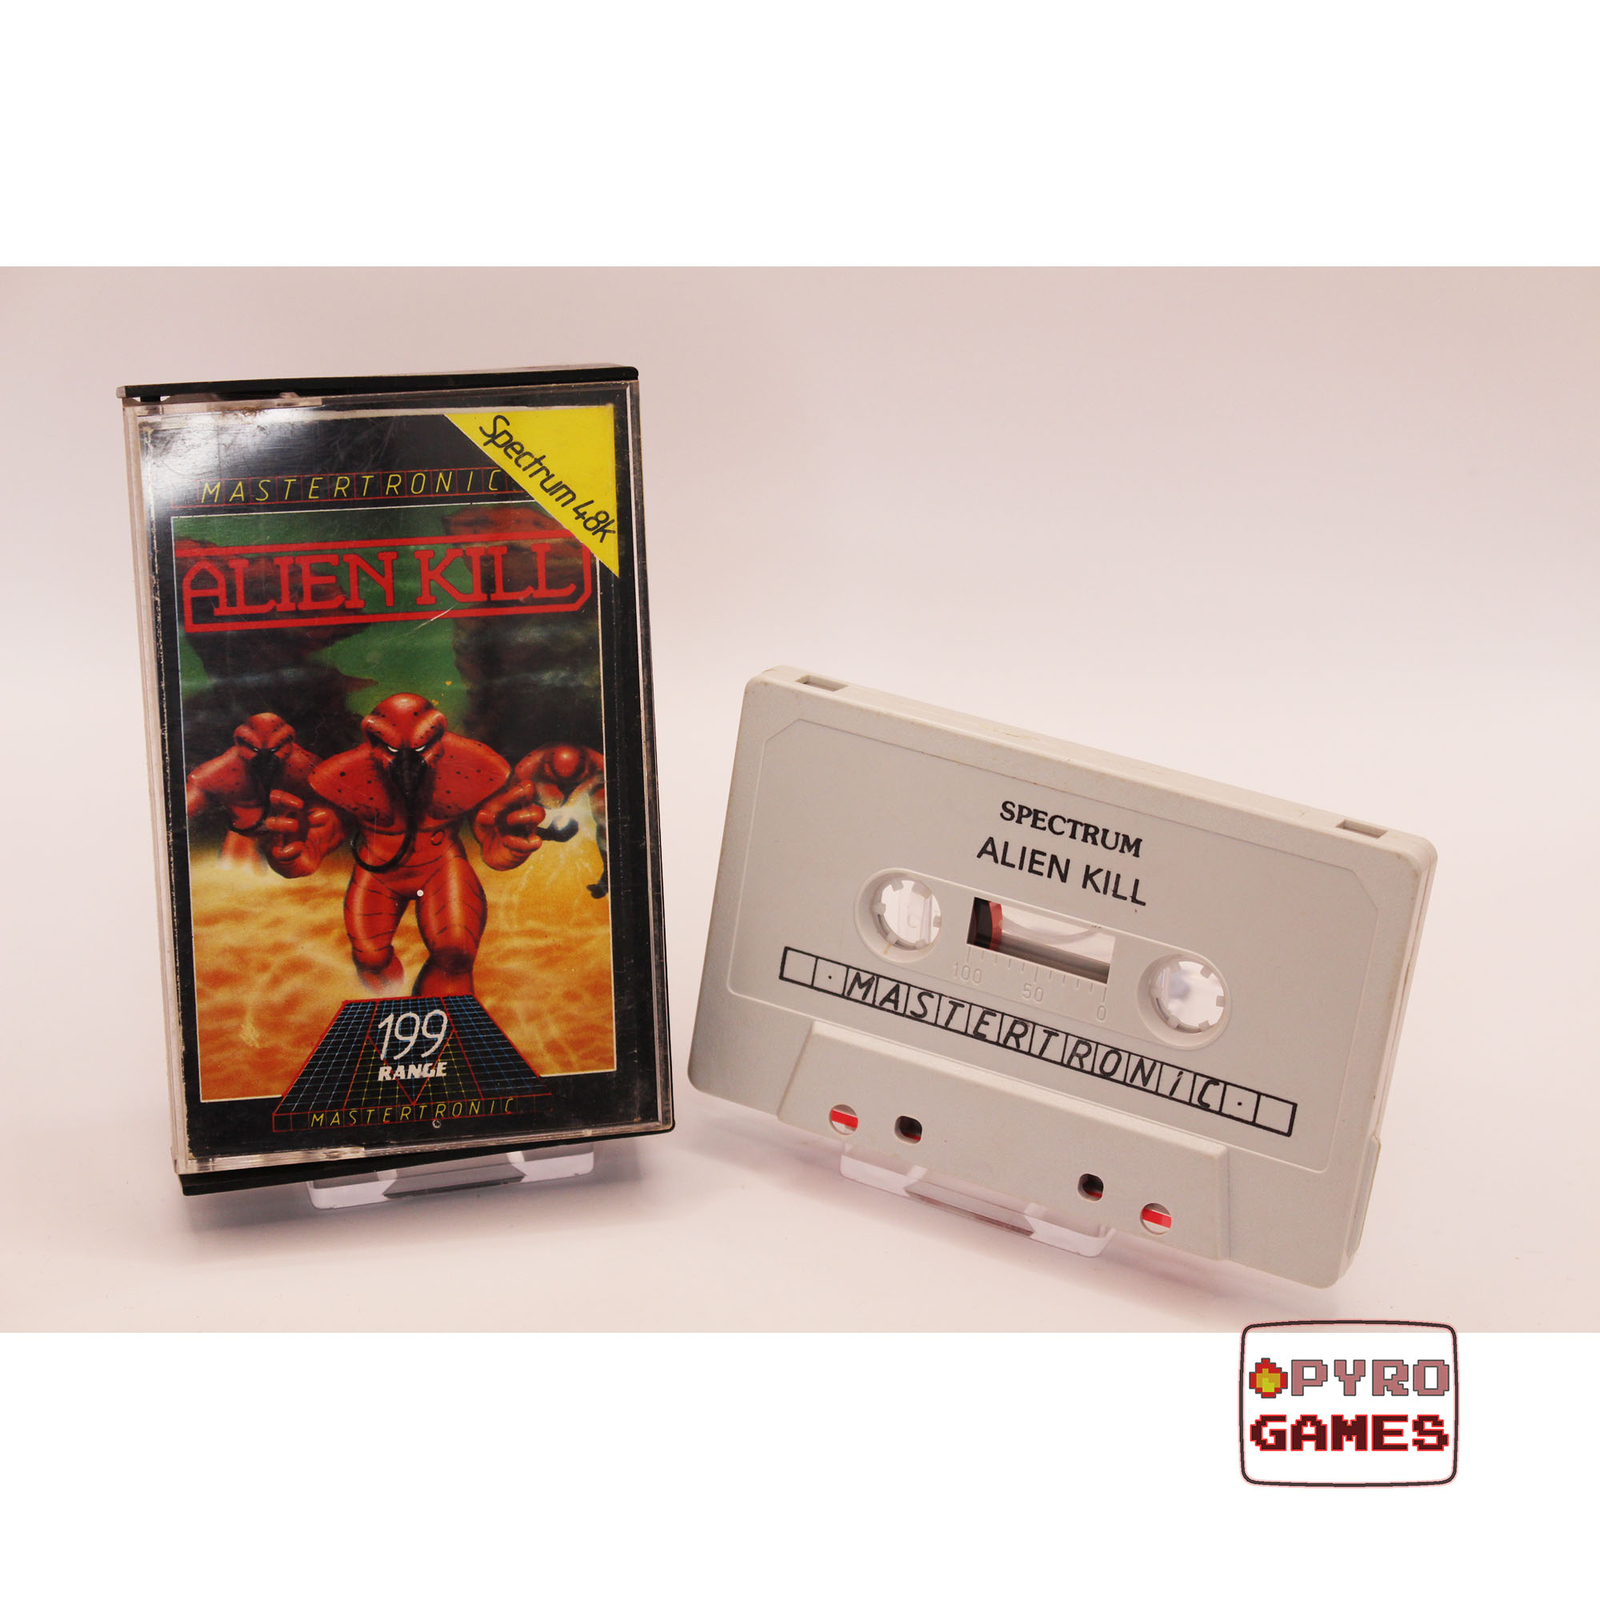 Spectrum 48k
MASTERTRONIC
ALIEN KILL
199
RANGE
MASTERTRONIC
SPECTRUM
ALIEN KILL
100 50 0
MASTERTRONIC
PYRO
GAMES